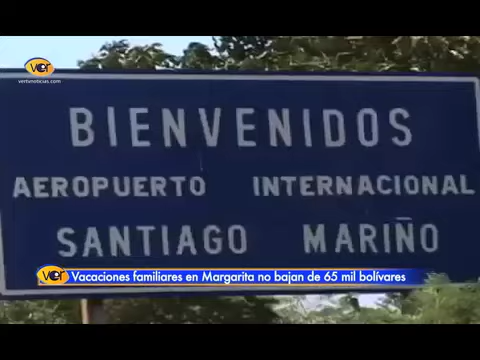 ver
vertvnoticias.com
BIENVENIDOS
AEROPUERTO INTERNACIONAL
SANTIAGO MARIÑO
ver Vacaciones familiares en Margarita no bajan de 65 mil bolívares